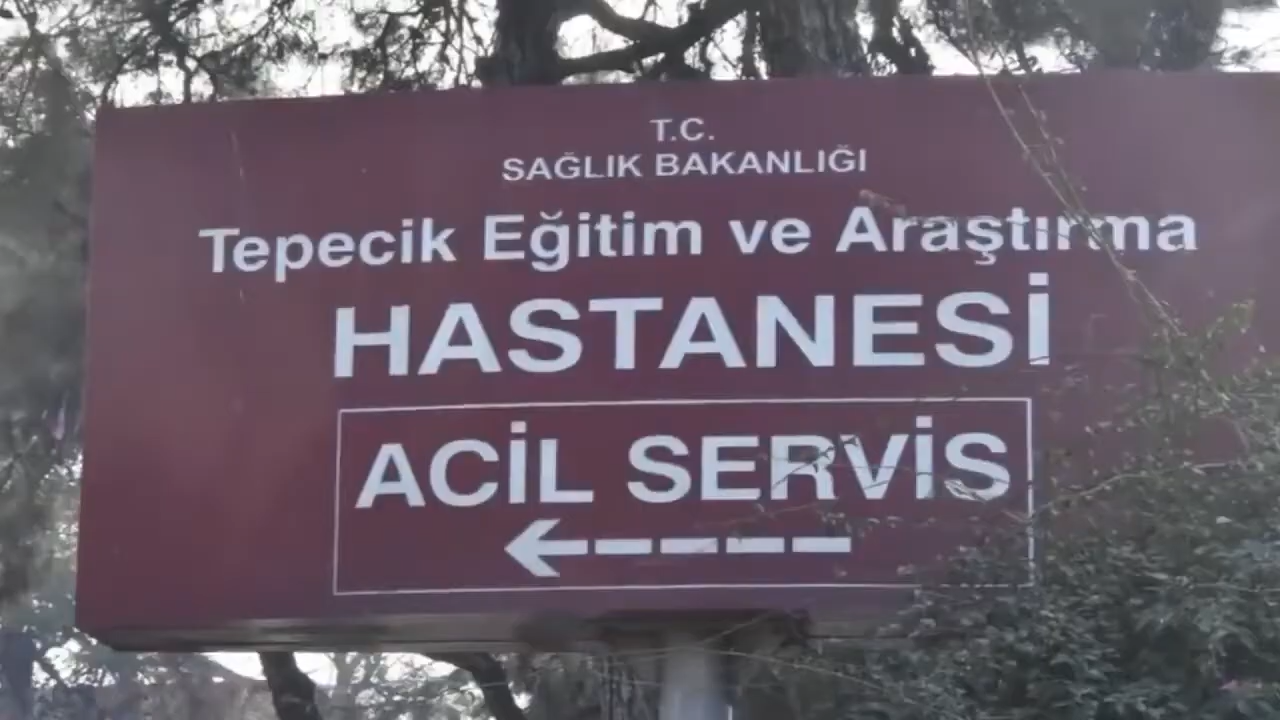 T.C.
SAĞLIK BAKANLIĞI
Tepecik Eğitim ve Araştırma
HASTANESİ
ACİL SERVİS